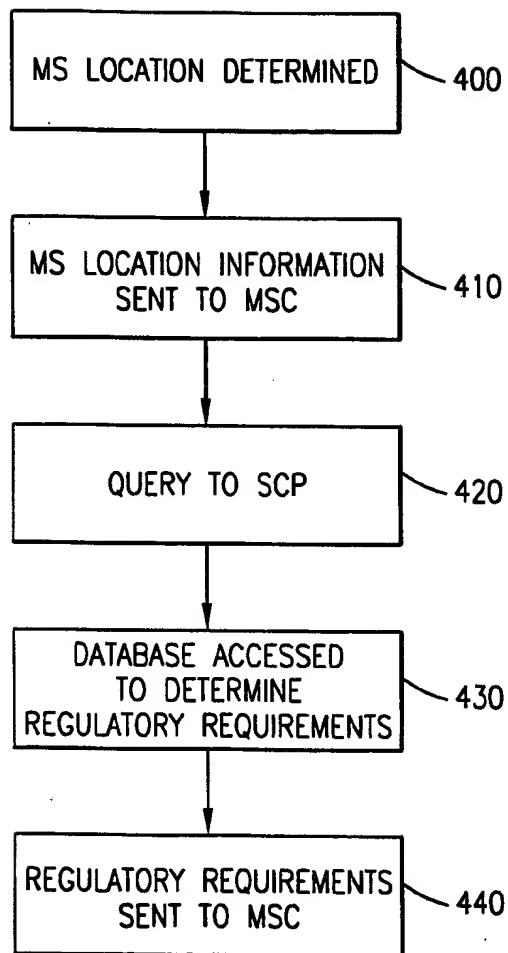 MS LOCATION DETERMINED
400
MS LOCATION INFORMATION
SENT TO MSC
410
QUERY TO SCP
420
DATABASE ACCESSED
TO DETERMINE
REGULATORY REQUIREMENTS
430
REGULATORY REQUIREMENTS
SENT TO MSC
440